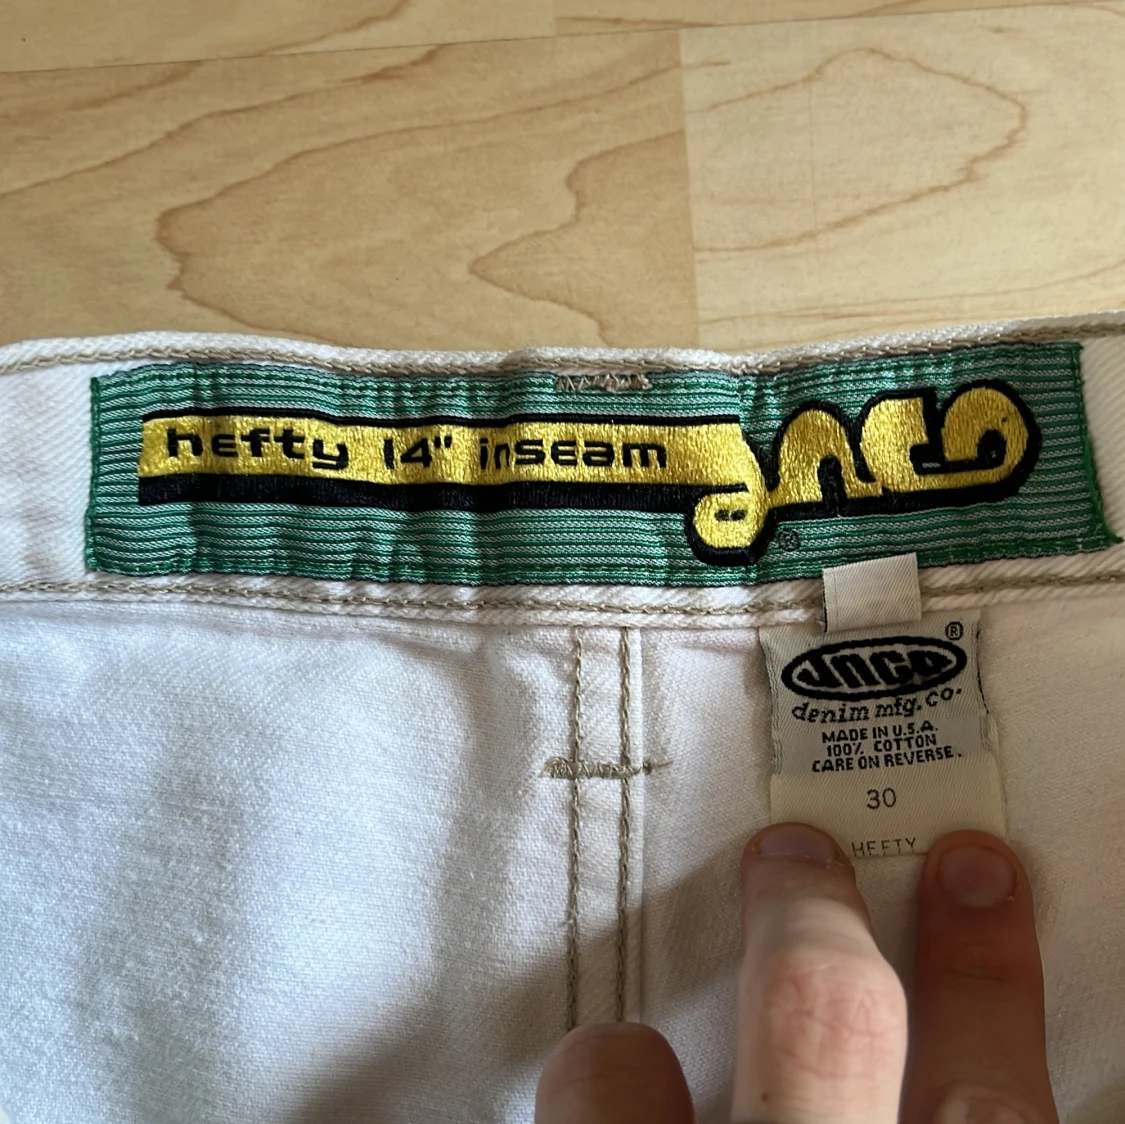 hefty 14" inseam
jnco
®
®
JNCO
denim mfg. co.
MADE IN U.S.A.
100% COTTON
CARE ON REVERSE.
30
HEFTY